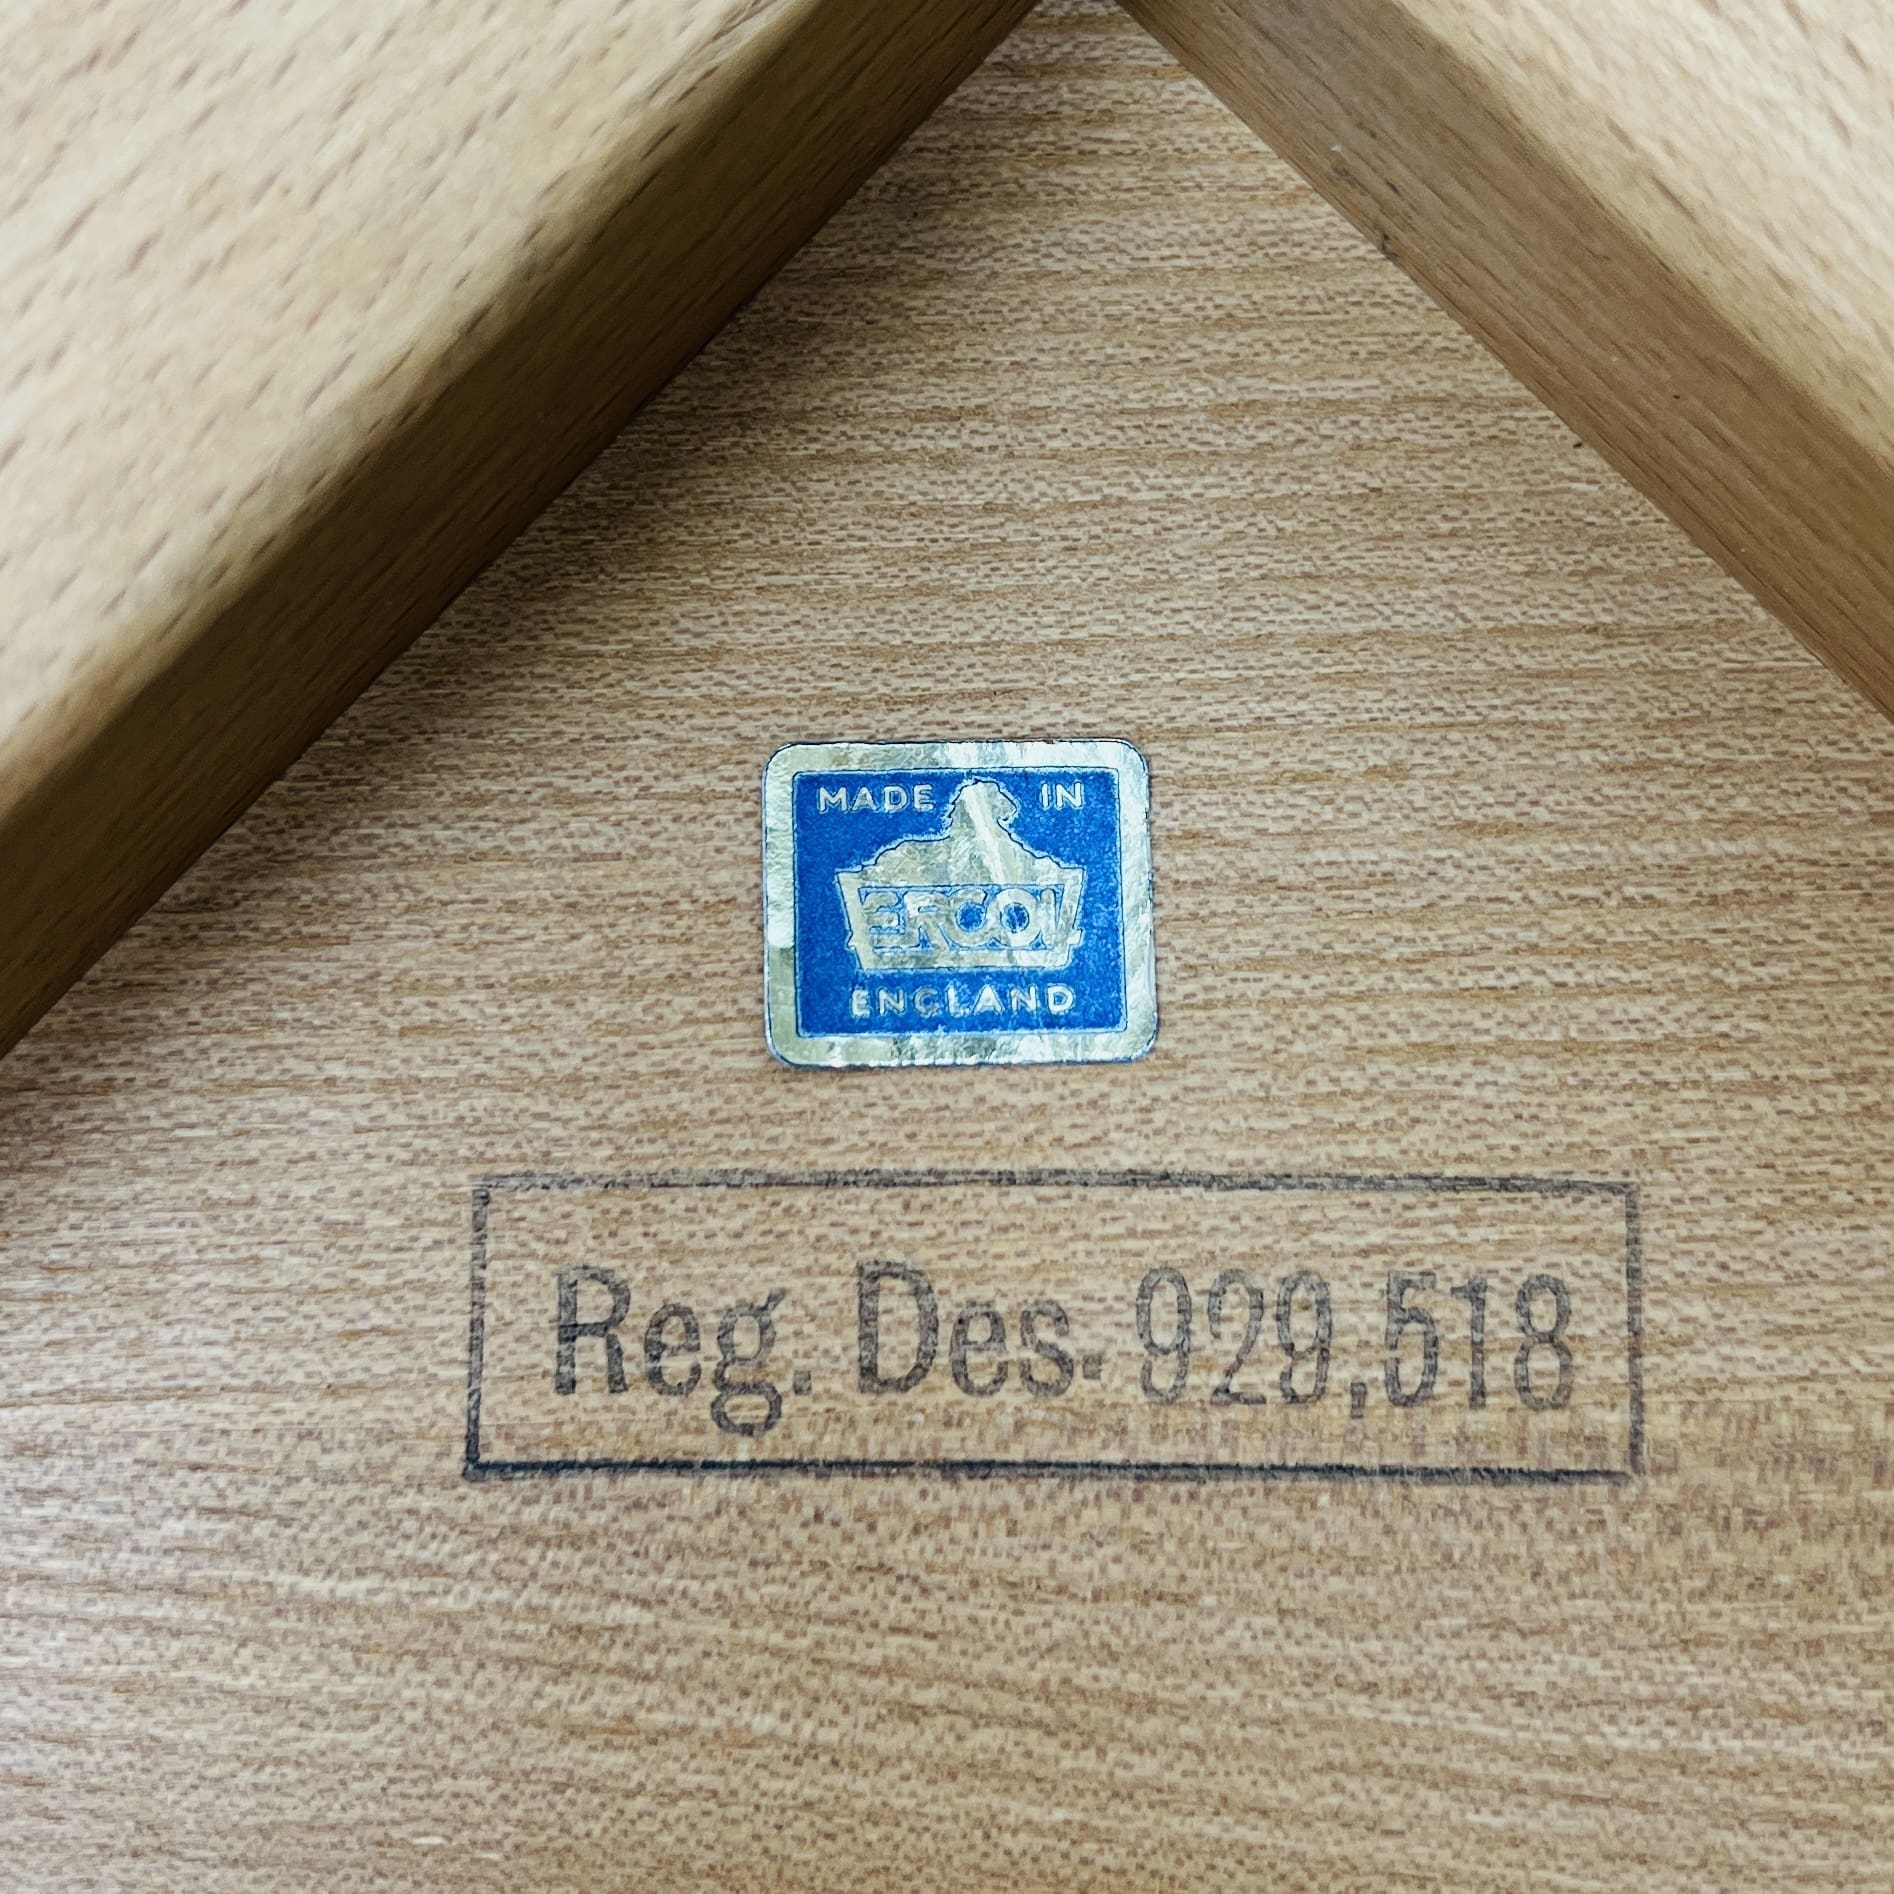 MADE IN
ERCOL
ENGLAND
Reg. Des. 929,518